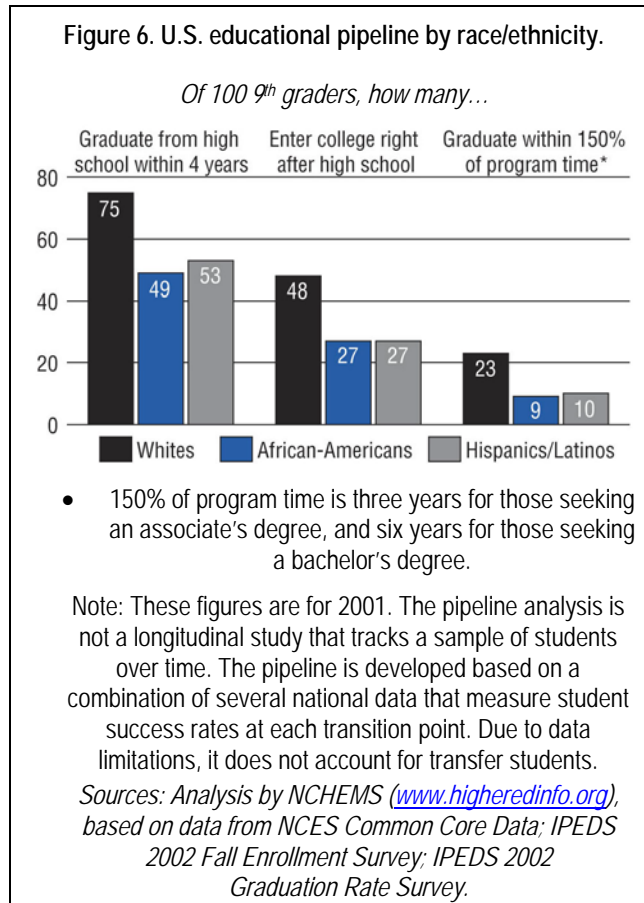 Figure 6. U.S. educational pipeline by race/ethnicity.
Of 100 9th graders, how many…
Graduate from high school within 4 years
Enter college right after high school
Graduate within 150% of program time*
80
60
40
20
0
75
49
53
48
27
27
23
9
10
Whites
African-Americans
Hispanics/Latinos
• 150% of program time is three years for those seeking
an associate's degree, and six years for those seeking
a bachelor's degree.
Note: These figures are for 2001. The pipeline analysis is
not a longitudinal study that tracks a sample of students
over time. The pipeline is developed based on a
combination of several national data that measure student
success rates at each transition point. Due to data
limitations, it does not account for transfer students.
Sources: Analysis by NCHEMS (www.higheredinfo.org),
based on data from NCES Common Core Data; IPEDS
2002 Fall Enrollment Survey; IPEDS 2002
Graduation Rate Survey.